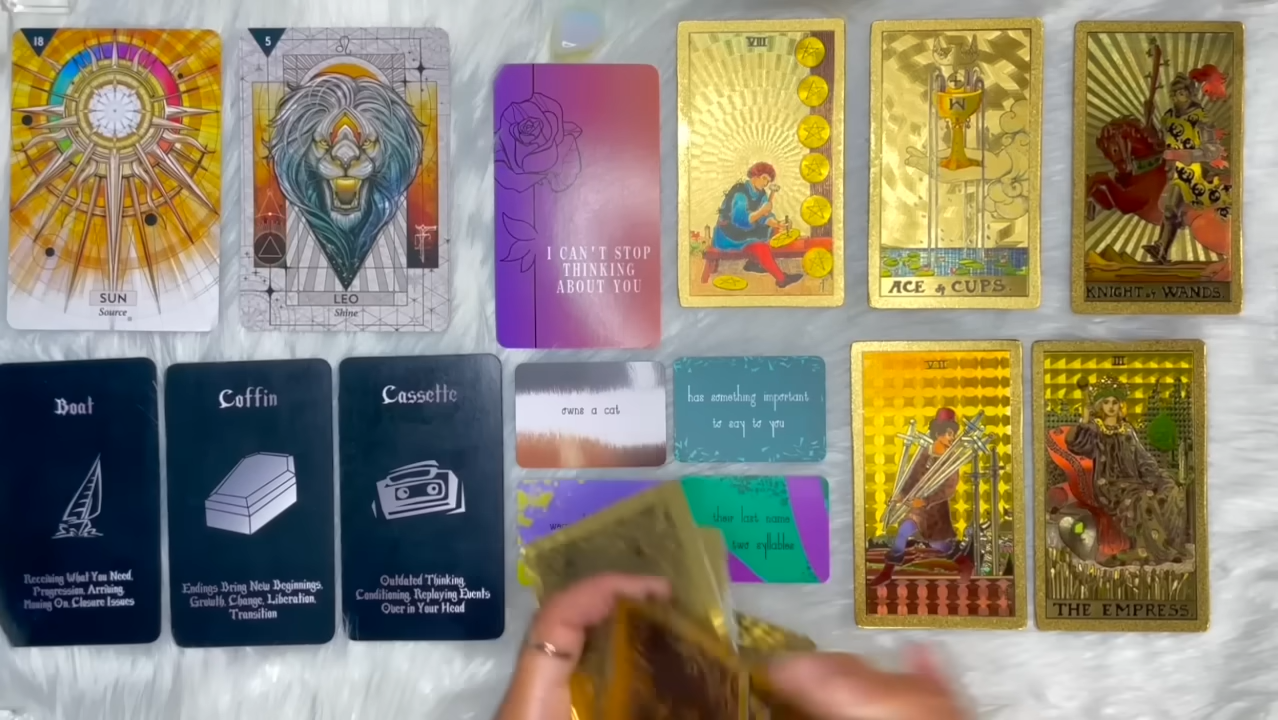 18
SUN
Source
5
LEO
Shine
I CAN'T STOP
THINKING
ABOUT YOU
VIII
ACE of CUPS.
KNIGHT of WANDS.
Boat
Receiving What You Need,
Progression, Arriving,
Moving On, Closure Issues
Coffin
Endings Bring New Beginnings,
Growth, Change, Liberation,
Transition
Cassette
Outdated Thinking,
Conditioning, Replaying Events
Over in Your Head
owns a cat
has something important
to say to you
their last name
two syllables
VII
III
THE EMPRESS.